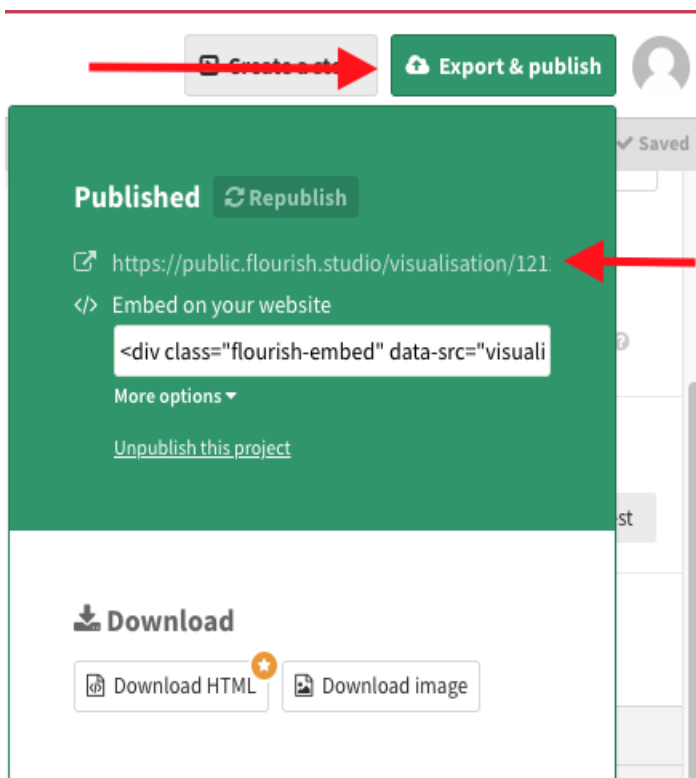 Create a
Export & publish
Saved
Published Republish
https://public.flourish.studio/visualisation/121
</> Embed on your website
<div class="flourish-embed" data-src="visuali
More options
Unpublish this project
st
Download
Download HTML Download image